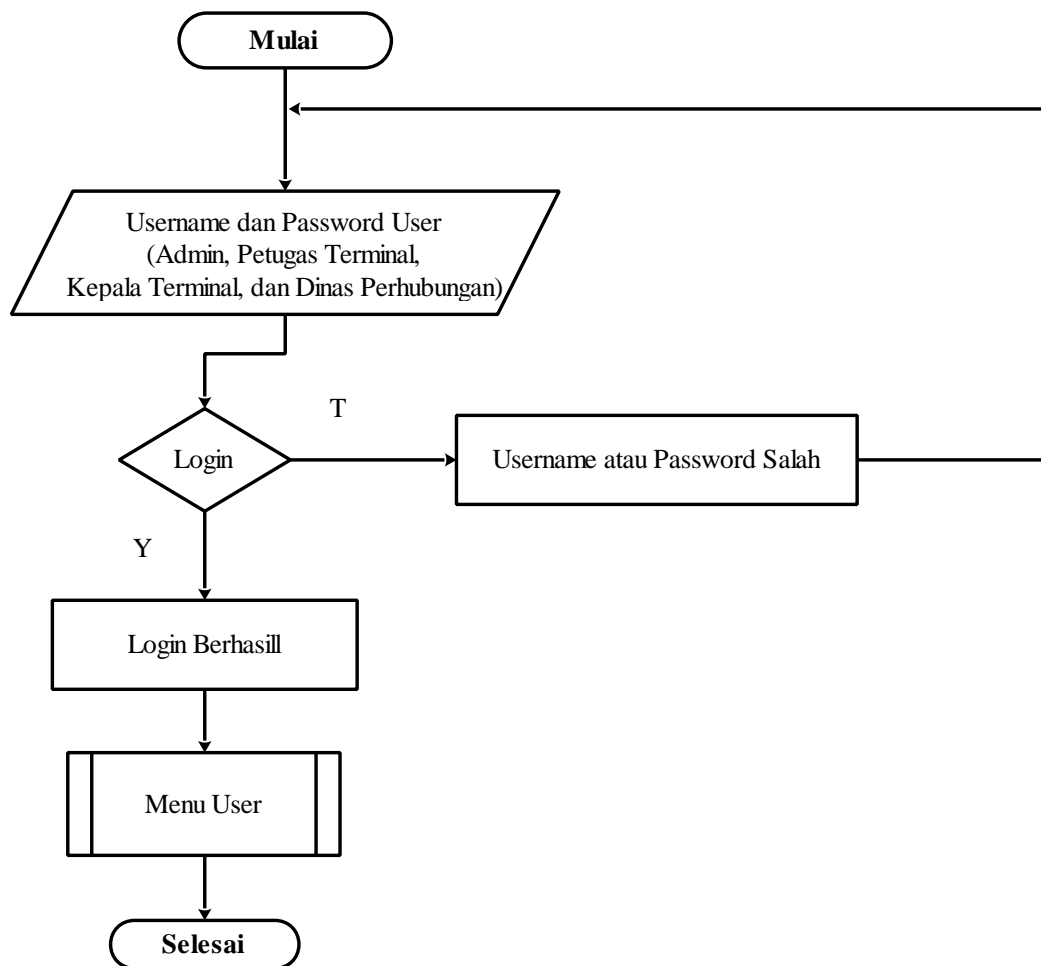 Mulai
Username dan Password User
(Admin, Petugas Terminal,
Kepala Terminal, dan Dinas Perhubungan)
T
Login
Username atau Password Salah
Y
Login Berhasill
Menu User
Selesai